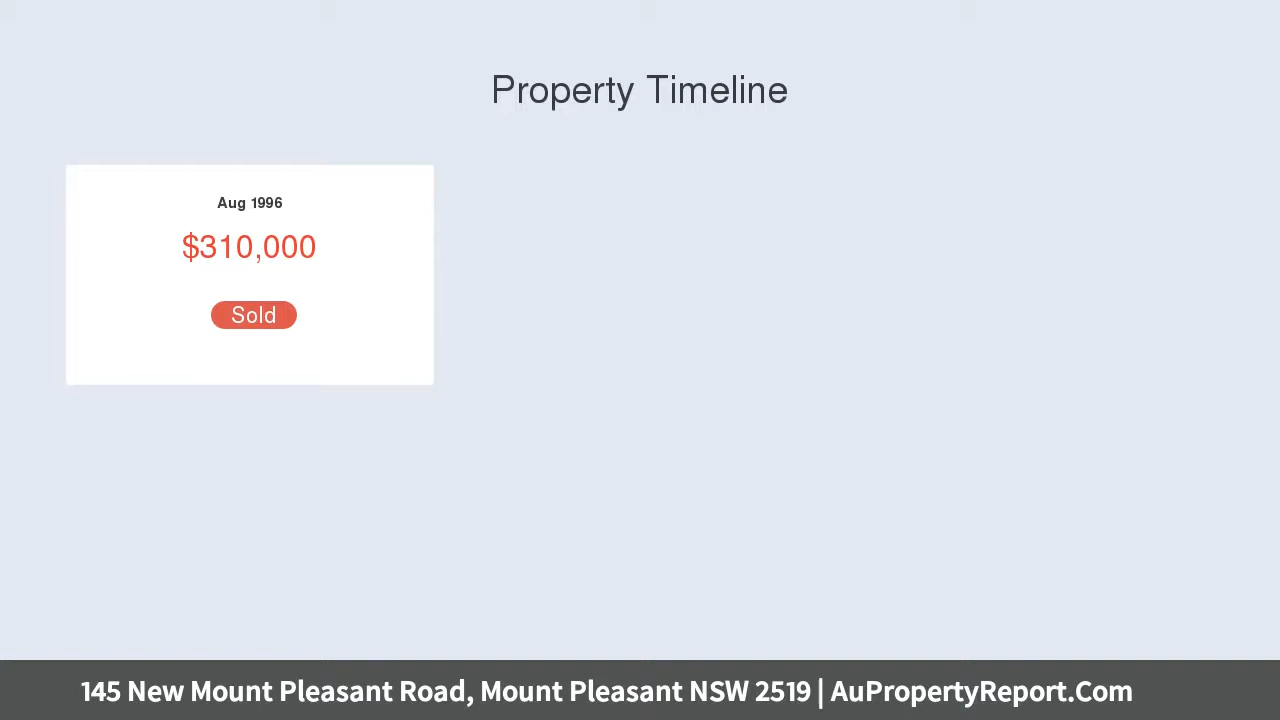 Property Timeline
Aug 1996
$310,000
Sold
145 New Mount Pleasant Road, Mount Pleasant NSW 2519 | AuPropertyReport.Com